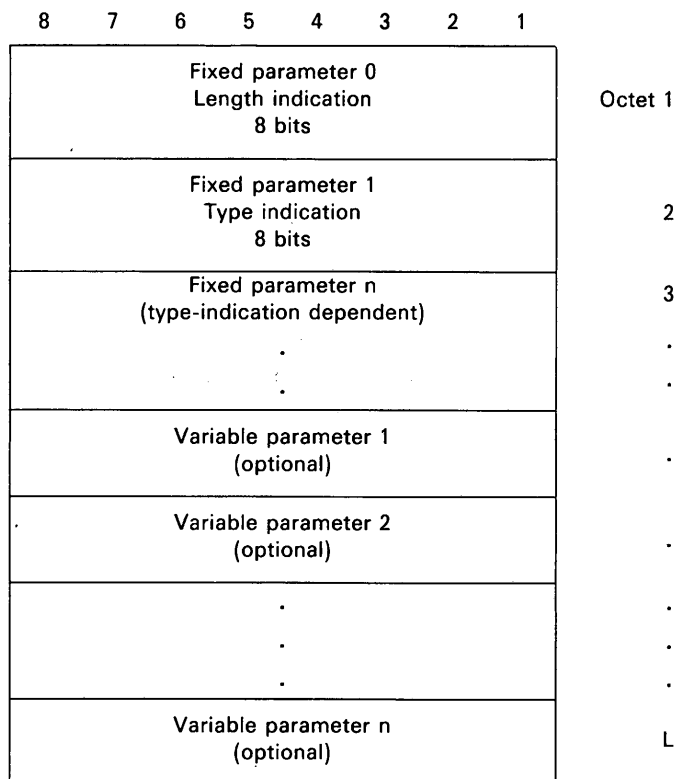 8 7 6 5 4 3 2 1
Fixed parameter 0
Length indication
8 bits
Octet 1
Fixed parameter 1
Type indication
8 bits
2
Fixed parameter n
(type-indication dependent)
3
.
.
.
.
Variable parameter 1
(optional)
.
Variable parameter 2
(optional)
.
.
.
.
.
.
.
Variable parameter n
(optional)
L